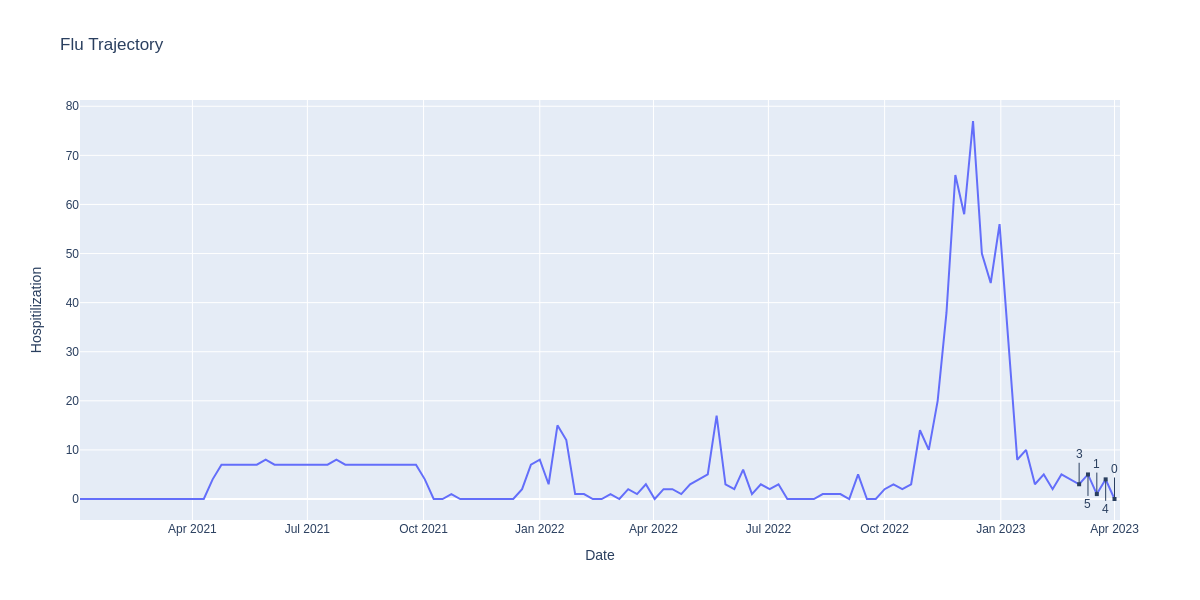 Flu Trajectory
80
70
60
50
40
30
20
10
0
Hospitilization
3
5
1
4
0
Apr 2021
Jul 2021
Oct 2021
Jan 2022
Apr 2022
Jul 2022
Oct 2022
Jan 2023
Apr 2023
Date